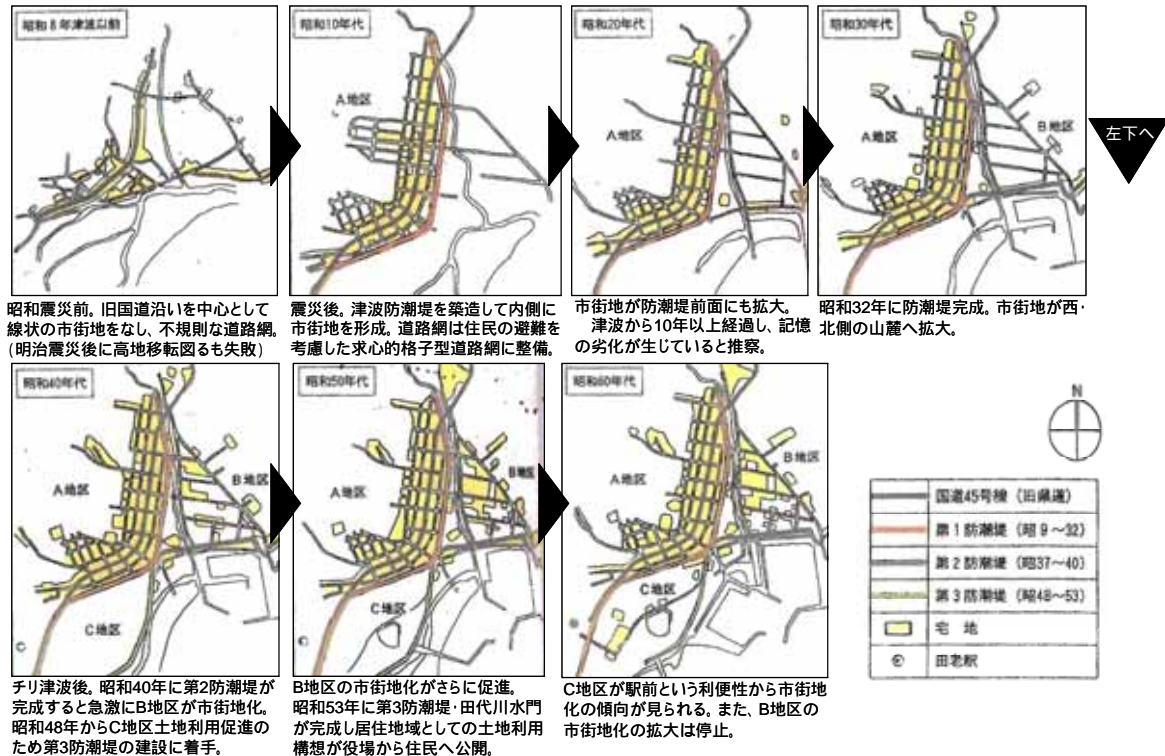 昭和8年津波以前
昭和震災前。旧国道沿いを中心として
線状の市街地をなし、不規則な道路網。
(明治震災後に高地移転図るも失敗)
昭和10年代
A地区
震災後。津波防潮堤を築造して内側に
市街地を形成。道路網は住民の避難を
考慮した求心的格子型道路網に整備。
昭和20年代
A地区
市街地が防潮堤前面にも拡大。
津波から10年以上経過し、記憶
の劣化が生じていると推察。
昭和30年代
A地区
B地区
昭和32年に防潮堤完成。市街地が西・
北側の山麓へ拡大。
左下へ
昭和40年代
A地区
B地区
C地区
チリ津波後。昭和40年に第2防潮堤が
完成すると急激にB地区が市街地化。
昭和48年からC地区土地利用促進の
ため第3防潮堤の建設に着手。
昭和50年代
A地区
B地区
C地区
B地区の市街地化がさらに促進。
昭和53年に第3防潮堤・田代川水門
が完成し居住地域としての土地利用
構想が役場から住民へ公開。
昭和60年代
A地区
B地区
C地区
C地区が駅前という利便性から市街地
化の傾向が見られる。また、B地区の
市街地化の拡大は停止。
N
国道45号線(旧県道)
第1防潮堤(昭9~32)
第2防潮堤(昭37~40)
第3防潮堤(昭48~53)
宅地
田老駅